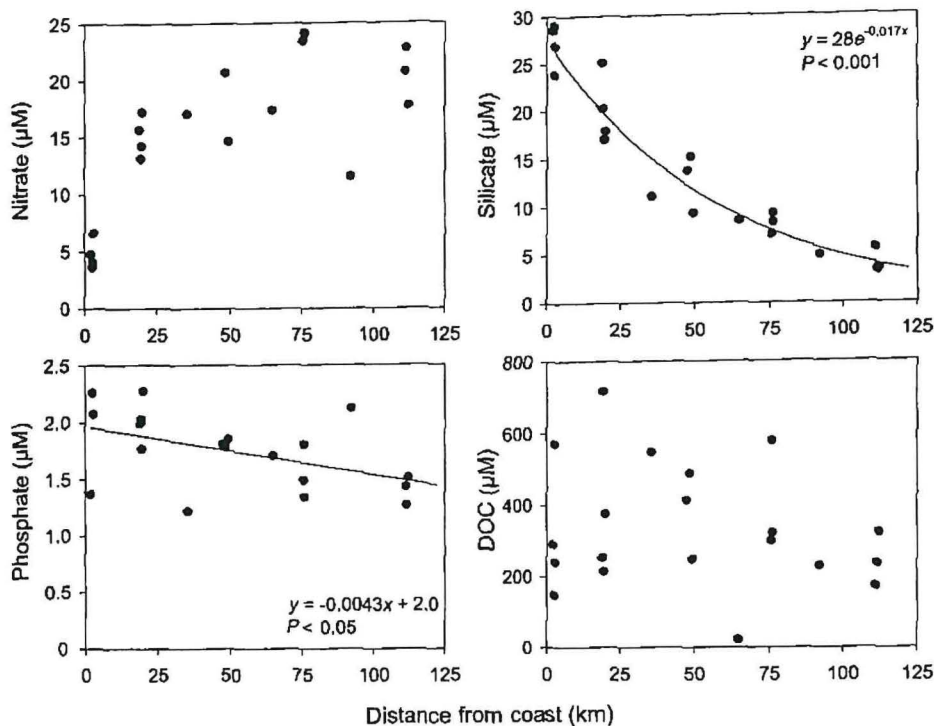 25
20
15
10
5
0
Nitrate (µM)
0 25 50 75 100 125
30
25
20
15
10
5
0
Silicate (µM)
y = 28e^-0.017x
P < 0.001
0 25 50 75 100 125
2.5
2.0
1.5
1.0
0.5
0
Phosphate (µM)
y = -0.0043x + 2.0
P < 0.05
0 25 50 75 100 125
800
600
400
200
0
DOC (µM)
0 25 50 75 100 125
Distance from coast (km)